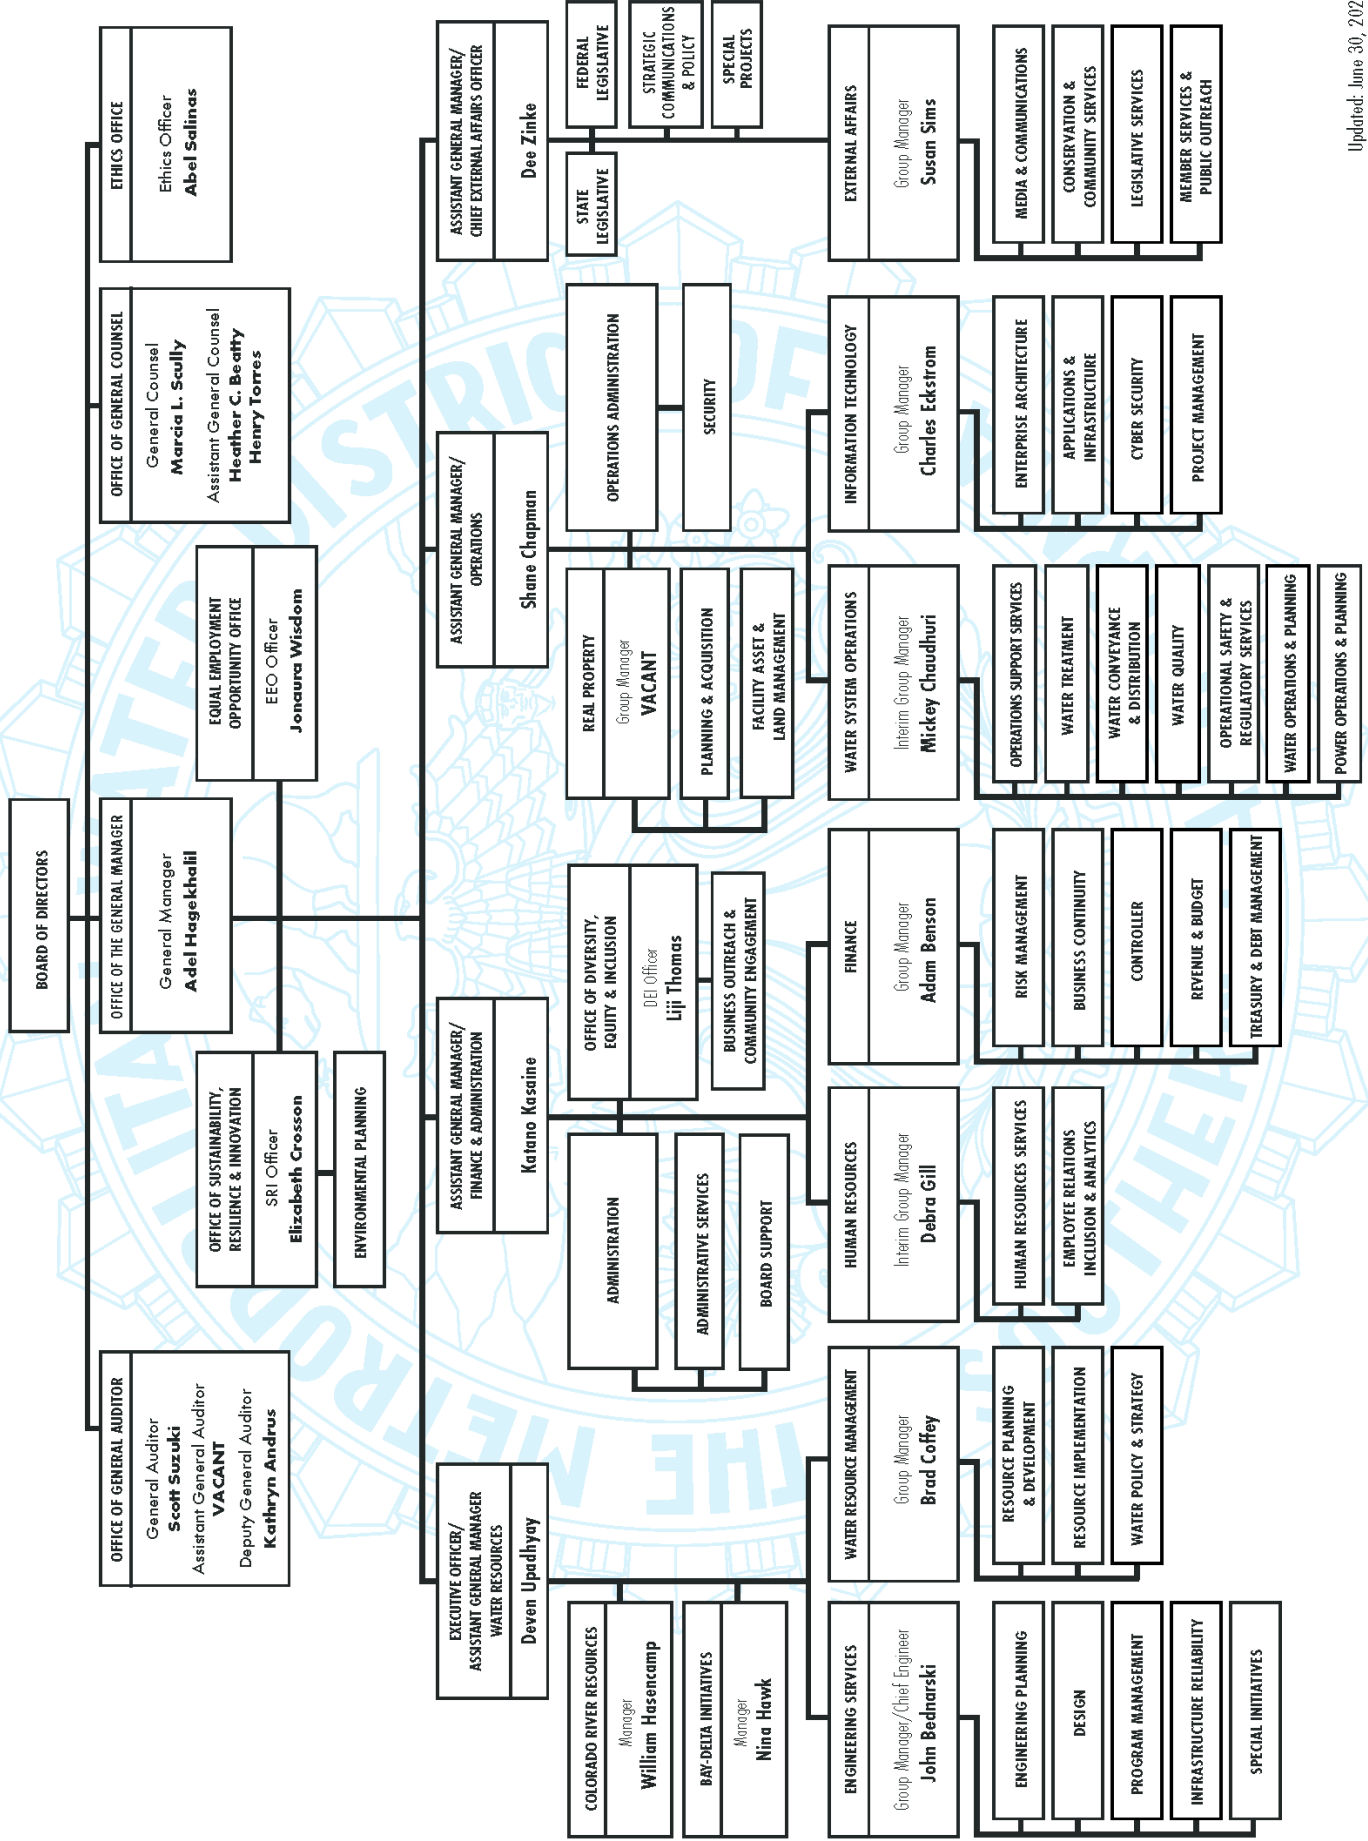 BOARD OF DIRECTORS
OFFICE OF GENERAL AUDITOR
General Auditor
Scott Suzuki
Assistant General Auditor
VACANT
Deputy General Auditor
Kathryn Andrus
OFFICE OF THE GENERAL MANAGER
General Manager
Adel Hagekhalil
OFFICE OF GENERAL COUNSEL
General Counsel
Marcia L. Scully
Assistant General Counsel
Heather C. Beatty
Henry Torres
ETHICS OFFICE
Ethics Officer
Abel Salinas
OFFICE OF SUSTAINABILITY,
RESILIENCE & INNOVATION
SRI Officer
Elizabeth Crosson
ENVIRONMENTAL PLANNING
EQUAL EMPLOYMENT
OPPORTUNITY OFFICE
EEO Officer
Jonaura Wisdom
EXECUTIVE OFFICER/
ASSISTANT GENERAL MANAGER
WATER RESOURCES
Deven Upadhyay
ASSISTANT GENERAL MANAGER/
FINANCE & ADMINISTRATION
Katano Kasaine
ASSISTANT GENERAL MANAGER/
OPERATIONS
Shane Chapman
ASSISTANT GENERAL MANAGER/
CHIEF EXTERNAL AFFAIRS OFFICER
Dee Zinke
COLORADO RIVER RESOURCES
Manager
William Hasencamp
BAY-DELTA INITIATIVES
Manager
Nina Hawk
ADMINISTRATION
ADMINISTRATIVE SERVICES
BOARD SUPPORT
OFFICE OF DIVERSITY,
EQUITY & INCLUSION
DEI Officer
Liji Thomas
BUSINESS OUTREACH &
COMMUNITY ENGAGEMENT
REAL PROPERTY
Group Manager
VACANT
PLANNING & ACQUISITION
FACILITY ASSET &
LAND MANAGEMENT
OPERATIONS ADMINISTRATION
SECURITY
STATE
LEGISLATIVE
FEDERAL
LEGISLATIVE
STRATEGIC
COMMUNICATIONS
& POLICY
SPECIAL
PROJECTS
ENGINEERING SERVICES
Group Manager/Chief Engineer
John Bednarski
ENGINEERING PLANNING
DESIGN
PROGRAM MANAGEMENT
INFRASTRUCTURE RELIABILITY
SPECIAL INITIATIVES
WATER RESOURCE MANAGEMENT
Group Manager
Brad Coffey
RESOURCE PLANNING
& DEVELOPMENT
RESOURCE IMPLEMENTATION
WATER POLICY & STRATEGY
HUMAN RESOURCES
Interim Group Manager
Debra Gill
HUMAN RESOURCES SERVICES
EMPLOYEE RELATIONS
INCLUSION & ANALYTICS
FINANCE
Group Manager
Adam Benson
RISK MANAGEMENT
BUSINESS CONTINUITY
CONTROLER
REVENUE & BUDGET
TREASURY & DEBT MANAGEMENT
WATER SYSTEM OPERATIONS
Interim Group Manager
Mickey Chaudhuri
OPERATIONS SUPPORT SERVICES
WATER TREATMENT
WATER CONVEYANCE
& DISTRIBUTION
WATER QUALITY
OPERATIONAL SAFETY &
REGULATORY SERVICES
WATER OPERATIONS & PLANNING
POWER OPERATIONS & PLANNING
INFORMATION TECHNOLOGY
Group Manager
Charles Eckstrom
ENTERPRISE ARCHITECTURE
APPLICATIONS &
INFRASTRUCTURE
CYBER SECURITY
PROJECT MANAGEMENT
EXTERNAL AFFAIRS
Group Manager
Susan Sims
MEDIA & COMMUNICATIONS
CONSERVATION &
COMMUNITY SERVICES
LEGISLATIVE SERVICES
MEMBER SERVICES &
PUBLIC OUTREACH
Updated: June 30, 202